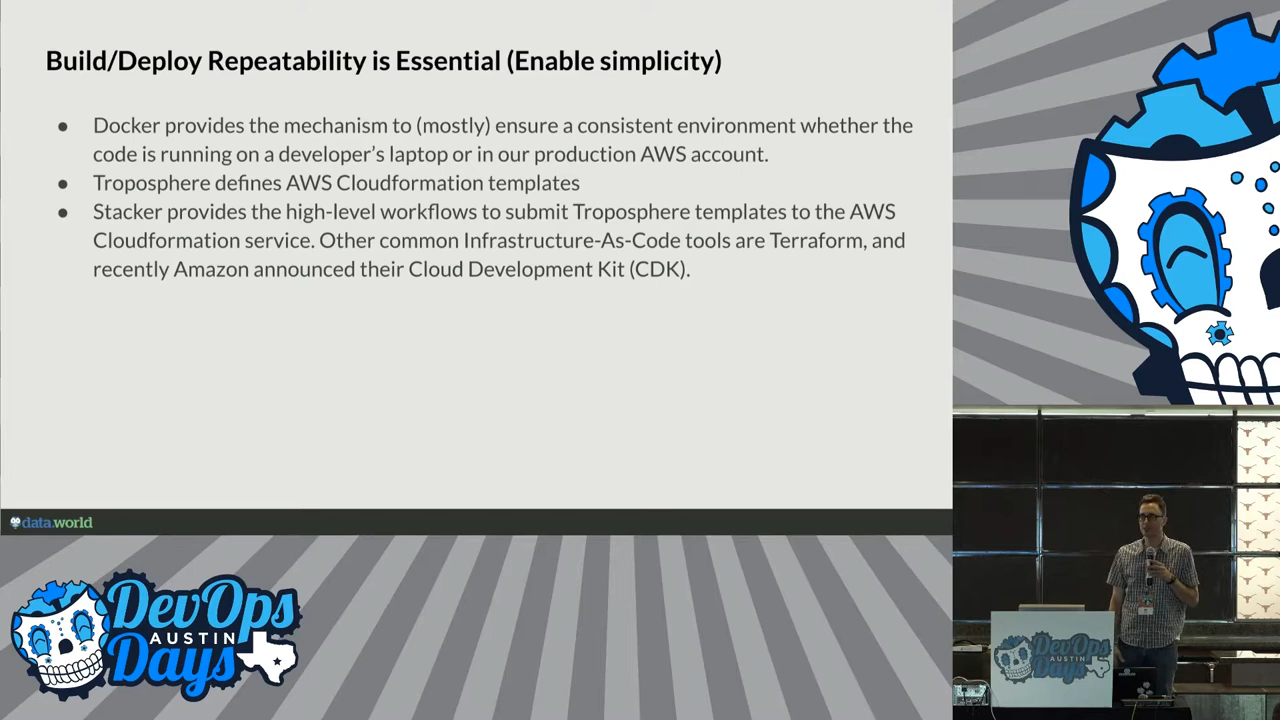 Build/Deploy Repeatability is Essential (Enable simplicity)
● Docker provides the mechanism to (mostly) ensure a consistent environment whether the
code is running on a developer's laptop or in our production AWS account.
● Troposphere defines AWS Cloudformation templates
● Stacker provides the high-level workflows to submit Troposphere templates to the AWS
Cloudformation service. Other common Infrastructure-As-Code tools are Terraform, and
recently Amazon announced their Cloud Development Kit (CDK).
data.world
DevOps
AUSTIN
Days
DevOps
AUSTIN
Days